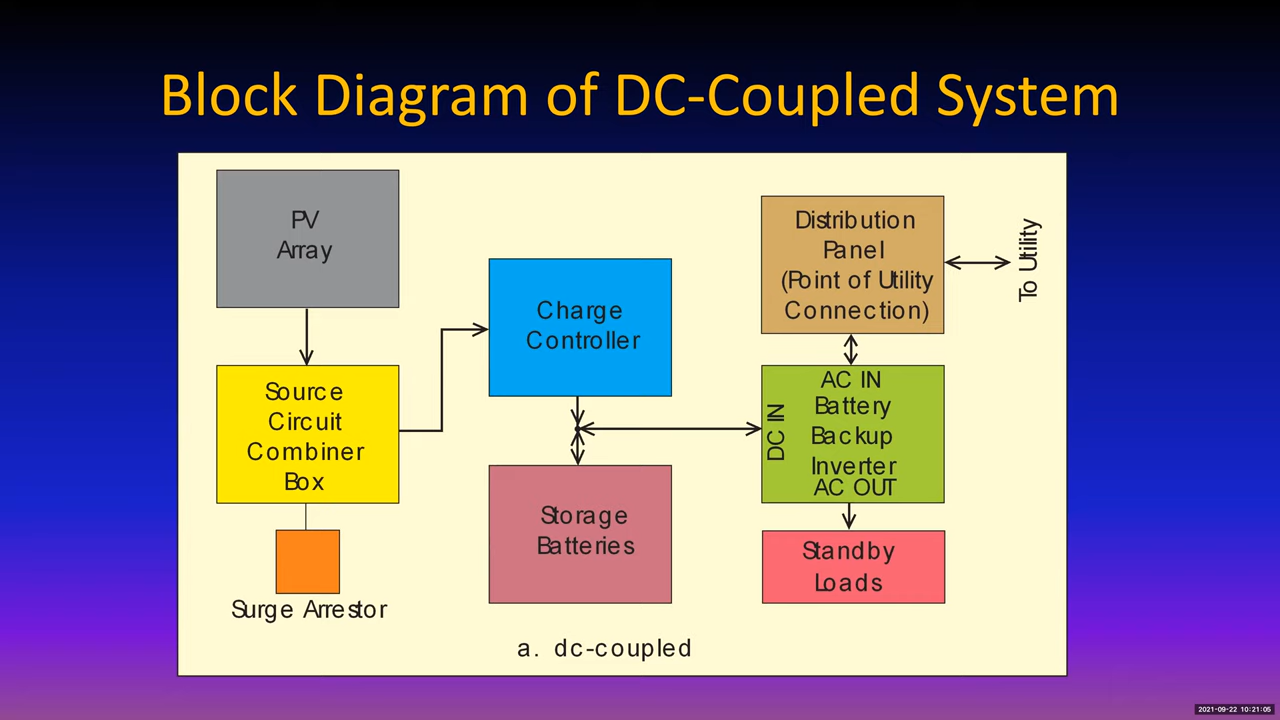 Block Diagram of DC-Coupled System
PV
Array
Source
Circuit
Combiner
Box
Surge Arrestor
Charge
Controller
Storage
Batteries
Distribution
Panel
(Point of Utility
Connection)
To Utility
AC IN
DC IN
Battery
Backup
Inverter
AC OUT
Standby
Loads
a. dc-coupled
2021-09-22 10:21:05